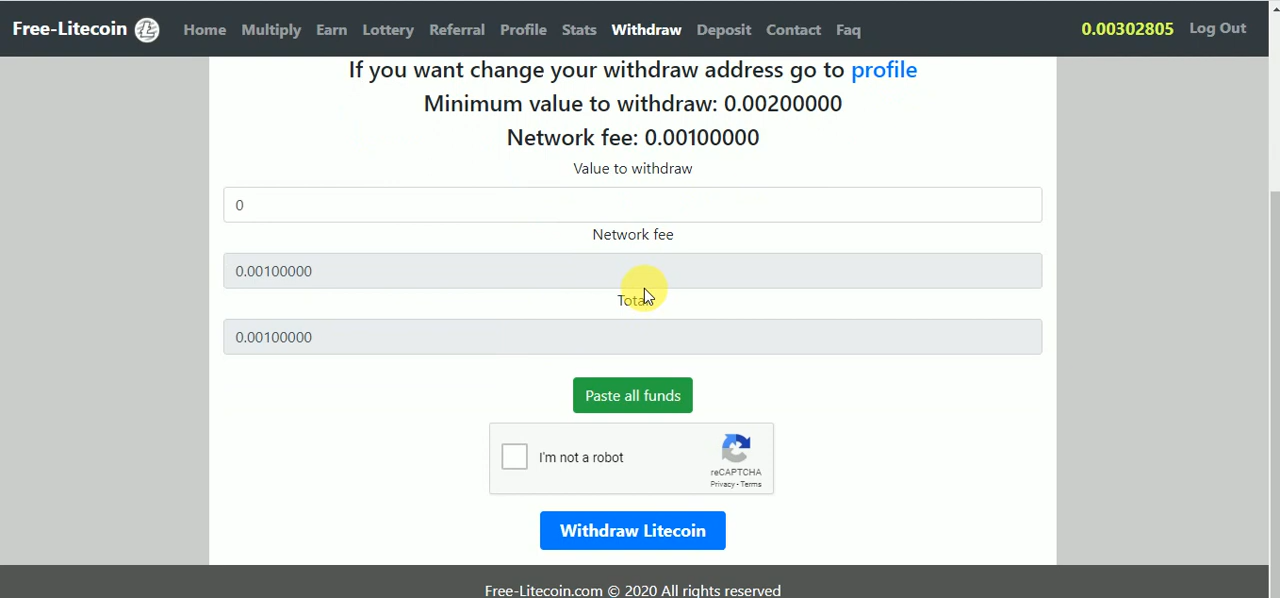 Free-Litecoin Home Multiply Earn Lottery Referral Profile Stats Withdraw Deposit Contact Faq 0.00302805 Log Out
If you want change your withdraw address go to profile
Minimum value to withdraw: 0.00200000
Network fee: 0.00100000
Value to withdraw
0
Network fee
0.00100000
Total
0.00100000
Paste all funds
I'm not a robot
reCAPTCHA
Privacy - Terms
Withdraw Litecoin
Free-Litecoin.com © 2020 All rights reserved